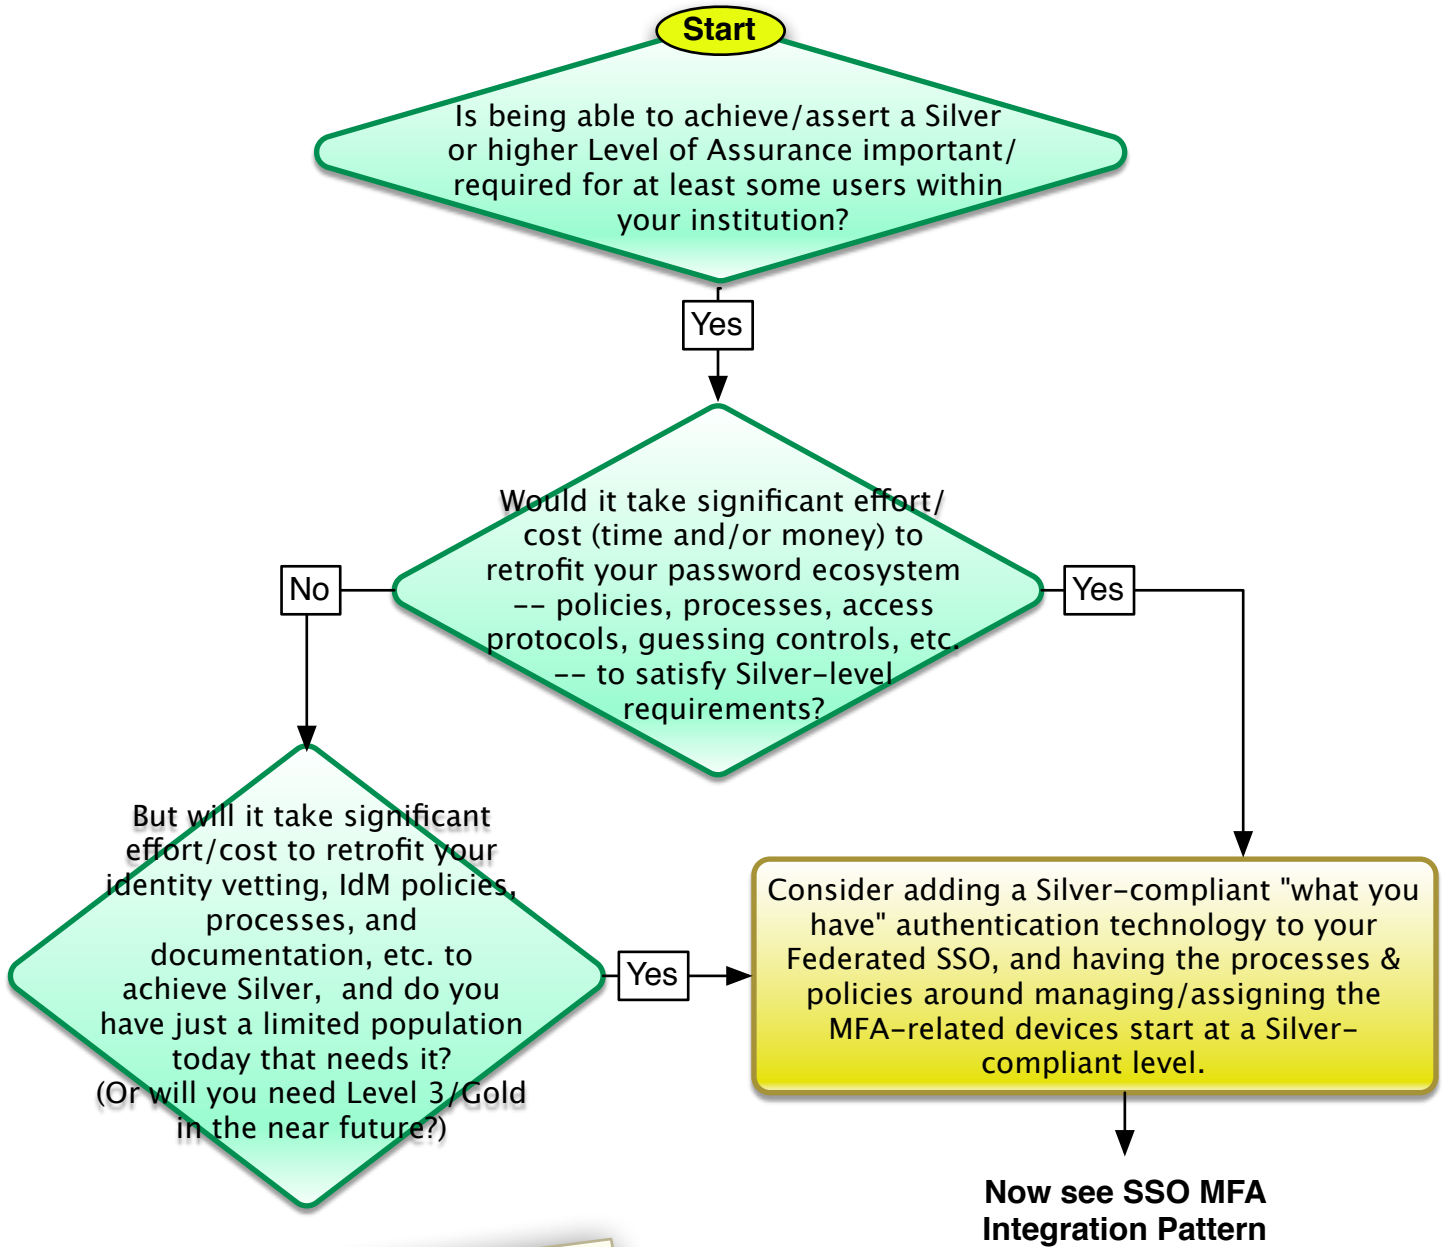 Start
Is being able to achieve/assert a Silver
or higher Level of Assurance important/
required for at least some users within
your institution?
Yes
Would it take significant effort/
cost (time and/or money) to
retrofit your password ecosystem
-- policies, processes, access
protocols, guessing controls, etc.
-- to satisfy Silver-level
requirements?
No
Yes
But will it take significant
effort/cost to retrofit your
identity vetting, IdM policies,
processes, and
documentation, etc. to
achieve Silver,  and do you
have just a limited population
today that needs it?
(Or will you need Level 3/Gold
in the near future?)
Yes
Consider adding a Silver-compliant "what you
have" authentication technology to your
Federated SSO, and having the processes &
policies around managing/assigning the
MFA-related devices start at a Silver-
compliant level.
Now see SSO MFA
Integration Pattern